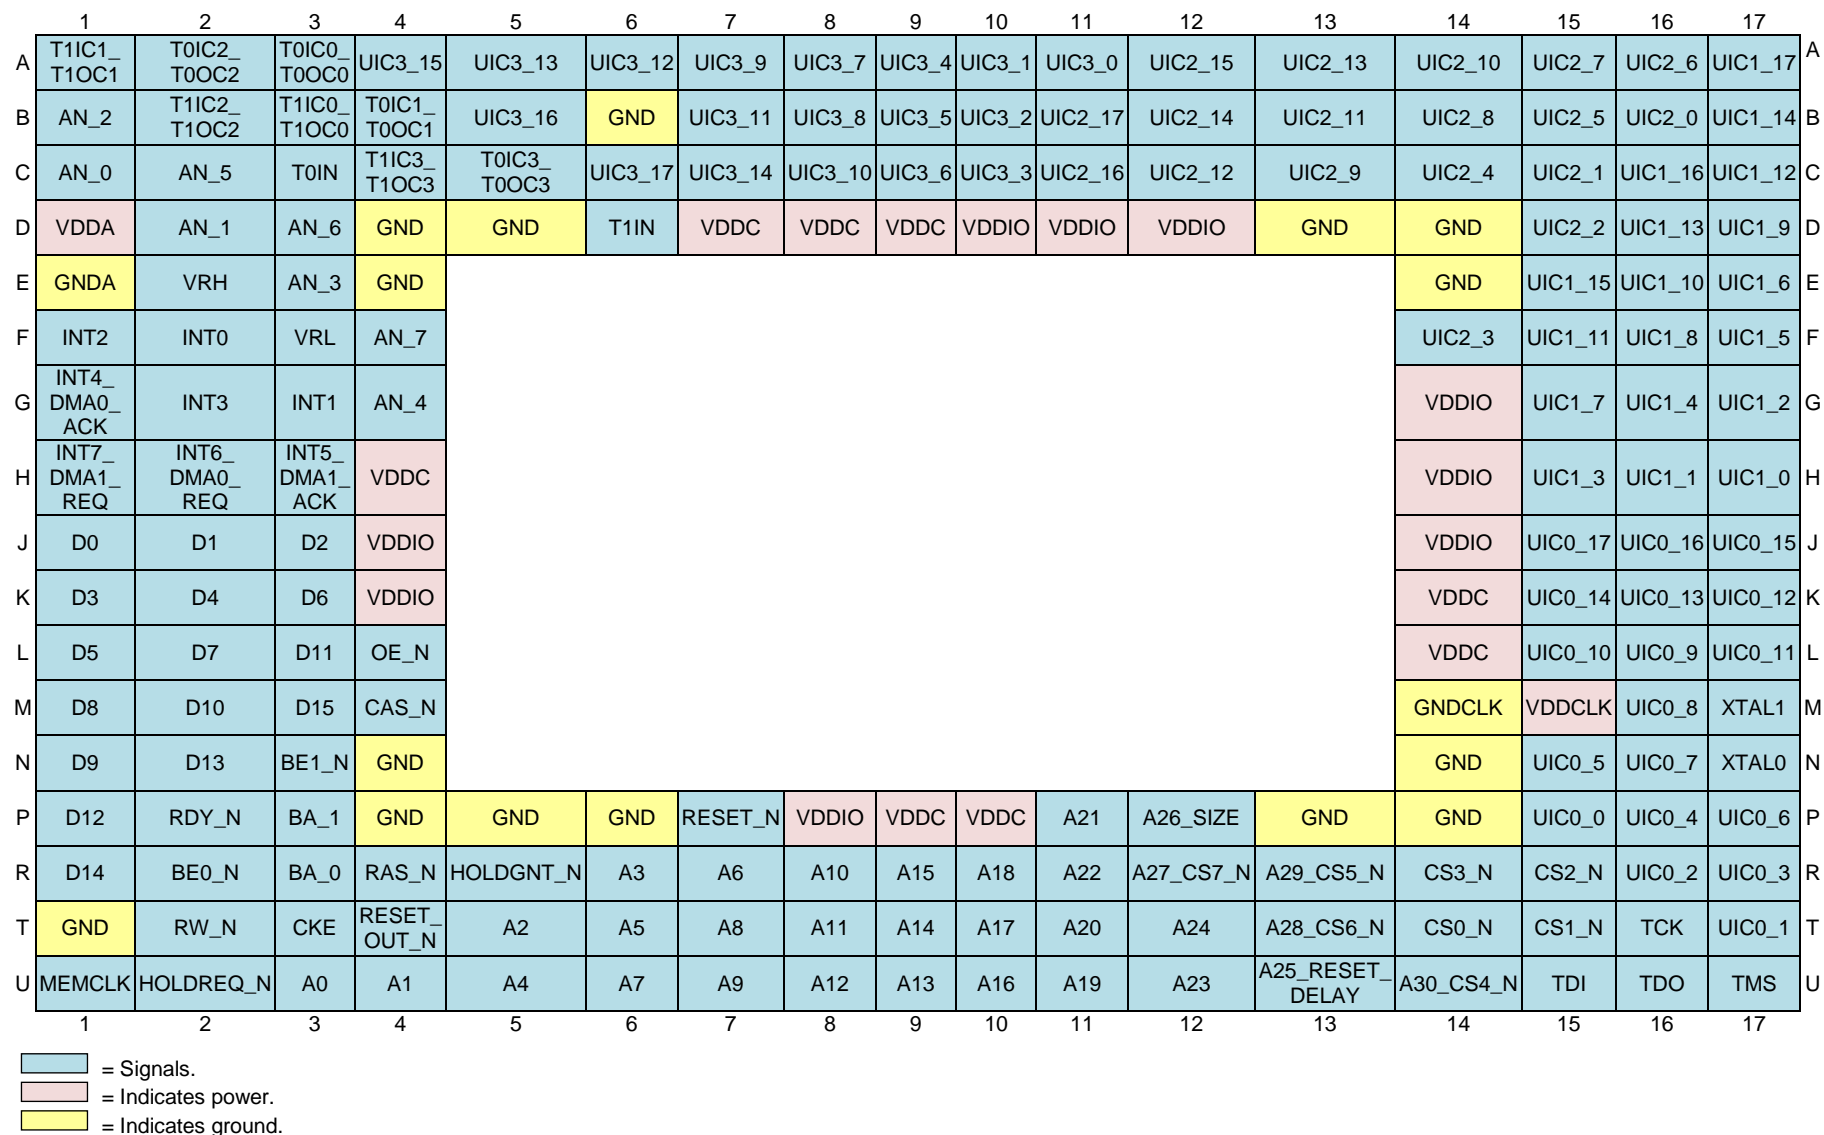 1 2 3 4 5 6 7 8 9 10 11 12 13 14 15 16 17
A T1IC1_ T1OC1 T0IC2_ T0OC2 T0IC0_ T0OC0 UIC3_15 UIC3_13 UIC3_12 UIC3_9 UIC3_7 UIC3_4 UIC3_1 UIC3_0 UIC2_15 UIC2_13 UIC2_10 UIC2_7 UIC2_6 UIC1_17 A
B AN_2 T1IC2_ T1OC2 T1IC0_ T1OC0 T0IC1_ T0OC1 UIC3_16 GND UIC3_11 UIC3_8 UIC3_5 UIC3_2 UIC2_17 UIC2_14 UIC2_11 UIC2_8 UIC2_5 UIC2_0 UIC1_14 B
C AN_0 AN_5 T0IN T1IC3_ T1OC3 T0IC3_ T0OC3 UIC3_17 UIC3_14 UIC3_10 UIC3_6 UIC3_3 UIC2_16 UIC2_12 UIC2_9 UIC2_4 UIC2_1 UIC1_16 UIC1_12 C
D VDDA AN_1 AN_6 GND GND T1IN VDDC VDDC VDDC VDDIO VDDIO VDDIO GND GND UIC2_2 UIC1_13 UIC1_9 D
E GNDA VRH AN_3 GND GND UIC1_15 UIC1_10 UIC1_6 E
F INT2 INT0 VRL AN_7 UIC2_3 UIC1_11 UIC1_8 UIC1_5 F
G INT4_ DMA0_ ACK INT3 INT1 AN_4 VDDIO UIC1_7 UIC1_4 UIC1_2 G
H INT7_ DMA1_ REQ INT6_ DMA0_ REQ INT5_ DMA1_ ACK VDDC VDDIO UIC1_3 UIC1_1 UIC1_0 H
J D0 D1 D2 VDDIO VDDIO UIC0_17 UIC0_16 UIC0_15 J
K D3 D4 D6 VDDIO VDDC UIC0_14 UIC0_13 UIC0_12 K
L D5 D7 D11 OE_N VDDC UIC0_10 UIC0_9 UIC0_11 L
M D8 D10 D15 CAS_N GNDCLK VDDCLK UIC0_8 XTAL1 M
N D9 D13 BE1_N GND GND UIC0_5 UIC0_7 XTAL0 N
P D12 RDY_N BA_1 GND GND GND RESET_N VDDIO VDDC VDDC A21 A26_SIZE GND GND UIC0_0 UIC0_4 UIC0_6 P
R D14 BE0_N BA_0 RAS_N HOLDGNT_N A3 A6 A10 A15 A18 A22 A27_CS7_N A29_CS5_N CS3_N CS2_N UIC0_2 UIC0_3 R
T GND RW_N CKE RESET_ OUT_N A2 A5 A8 A11 A14 A17 A20 A24 A28_CS6_N CS0_N CS1_N TCK UIC0_1 T
U MEMCLK HOLDREQ_N A0 A1 A4 A7 A9 A12 A13 A16 A19 A23 A25_RESET_ DELAY A30_CS4_N TDI TDO TMS U
1 2 3 4 5 6 7 8 9 10 11 12 13 14 15 16 17
= Signals.
= Indicates power.
= Indicates ground.